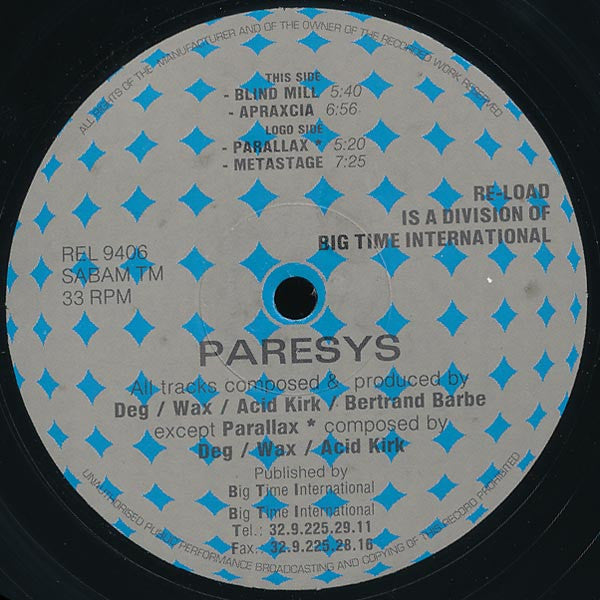 ALL RIGHTS OF THE MANUFACTURER AND OF THE OWNER OF THE RECORDED WORK RESERVED
THIS SIDE
- BLIND MILL 5:40
- APRAXCIA 6:56
LOGO SIDE
- PARALLAX * 5:20
- METASTAGE 7:25
RE-LOAD
IS A DIVISION OF
BIG TIME INTERNATIONAL
REL 9406
SABAM TM
33 RPM
PARESYS
All tracks composed & produced by
Deg / Wax / Acid Kirk / Bertrand Barbe
except Parallax * composed by
Deg / Wax / Acid Kirk
Published by
Big Time International
Big Time International
Tel.: 32.9.225.29.11
Fax.: 32.9.225.28.16
UNAUTHORISED PUBLIC PERFORMANCE BROADCASTING AND COPYING OF THIS RECORD PROHIBITED